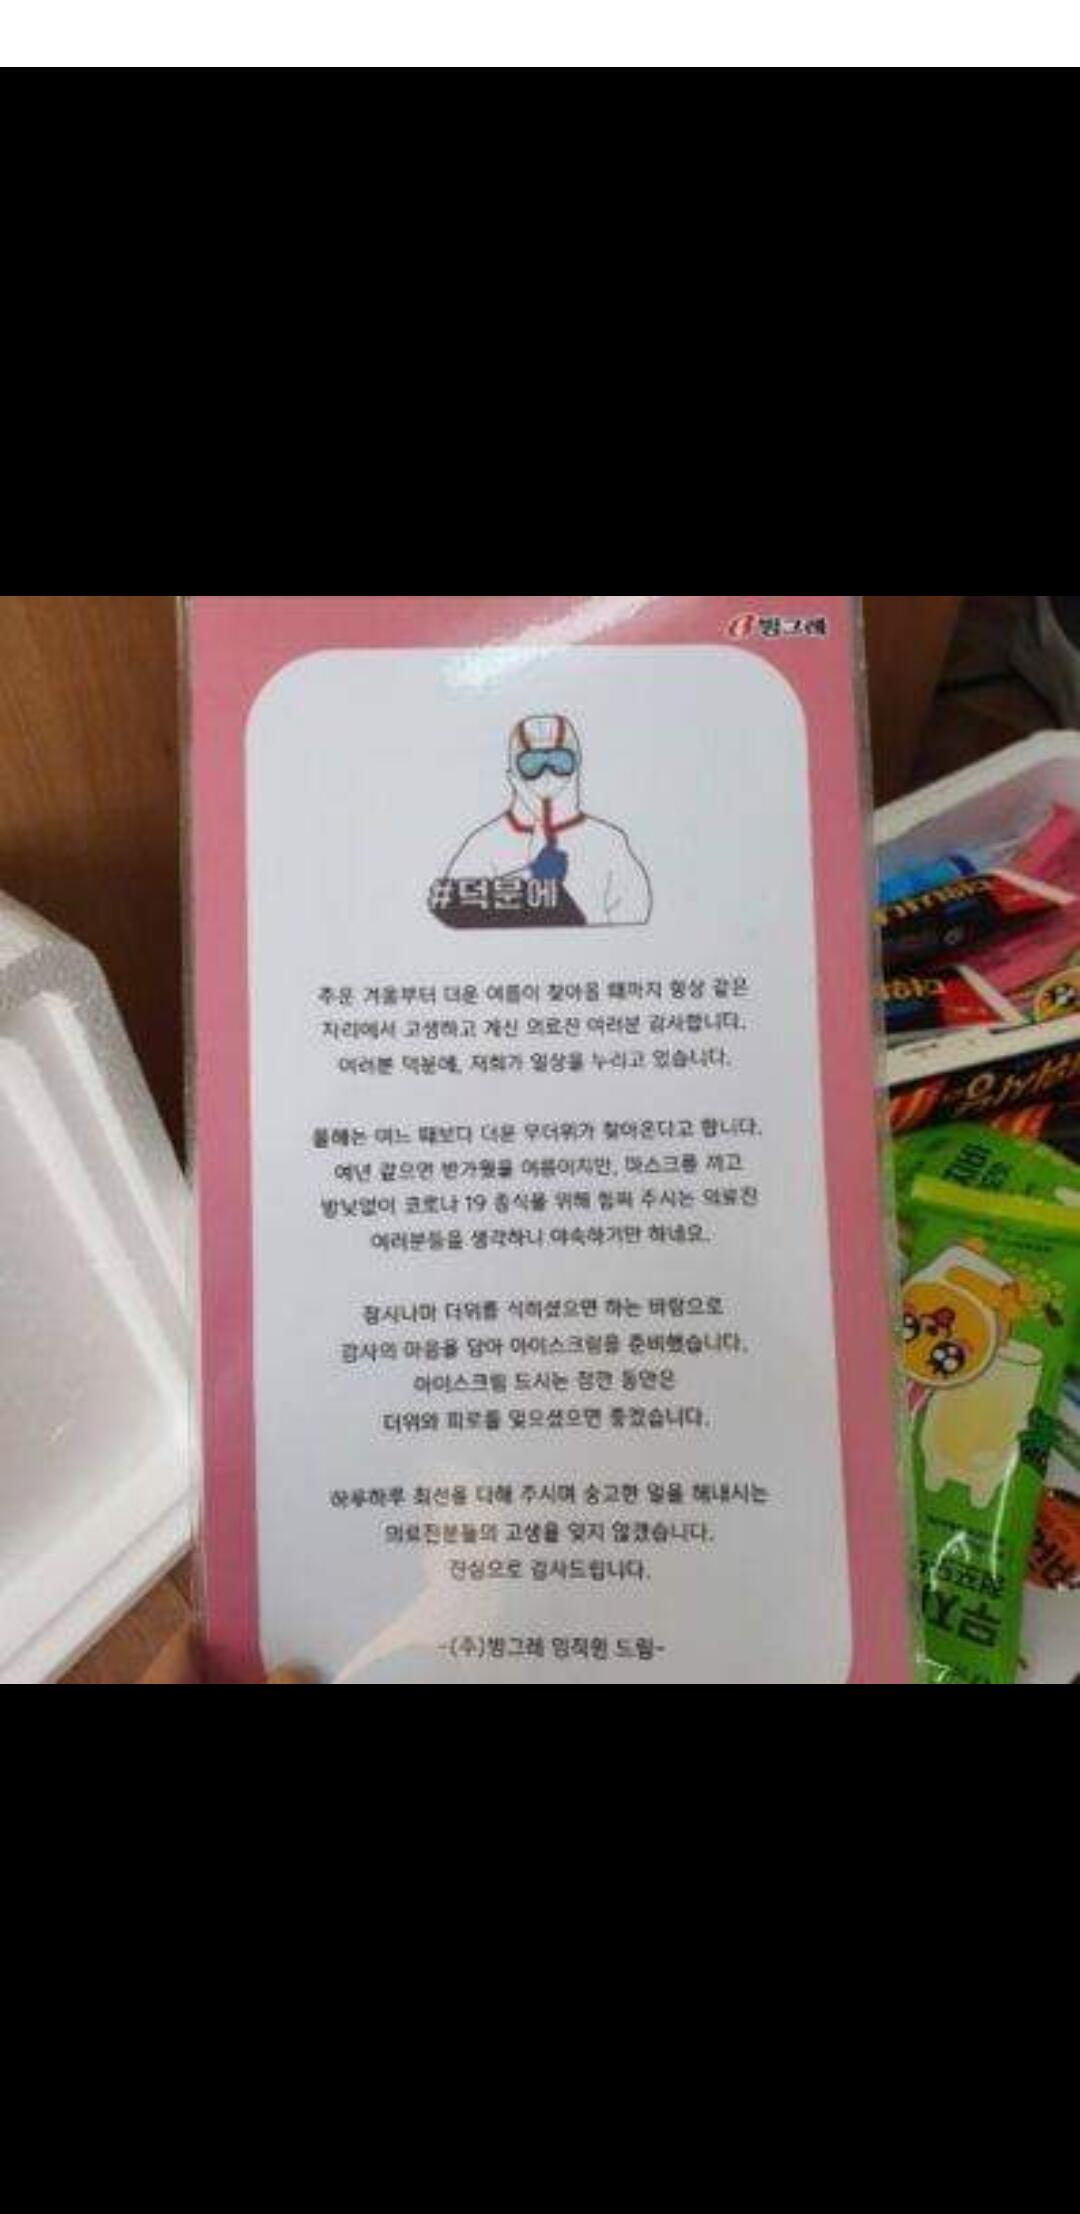 빙그레
#덕분에
추운 겨울부터 더운 여름이 찾아올 때까지 항상 같은
자리에서 고생하고 계신 의료진 여러분 감사합니다.
여러분 덕분에, 저희가 일상을 누리고 있습니다.
올해는 여느 때보다 더운 무더위가 찾아온다고 합니다.
예년 같으면 반가웠을 여름이지만, 마스크를 끼고
밤낮없이 코로나 19 종식을 위해 힘써 주시는 의료진
여러분들을 생각하니 야속하기만 하네요.
잠시나마 더위를 식히셨으면 하는 바람으로
감사의 마음을 담아 아이스크림을 준비했습니다.
아이스크림 드시는 잠깐 동안은
더위와 피로를 잊으셨으면 좋겠습니다.
하루하루 최선을 다해 주시며 숭고한 일을 해내시는
의료진분들의 고생을 잊지 않겠습니다.
진심으로 감사드립니다.
-(주)빙그레 임직원 드림-